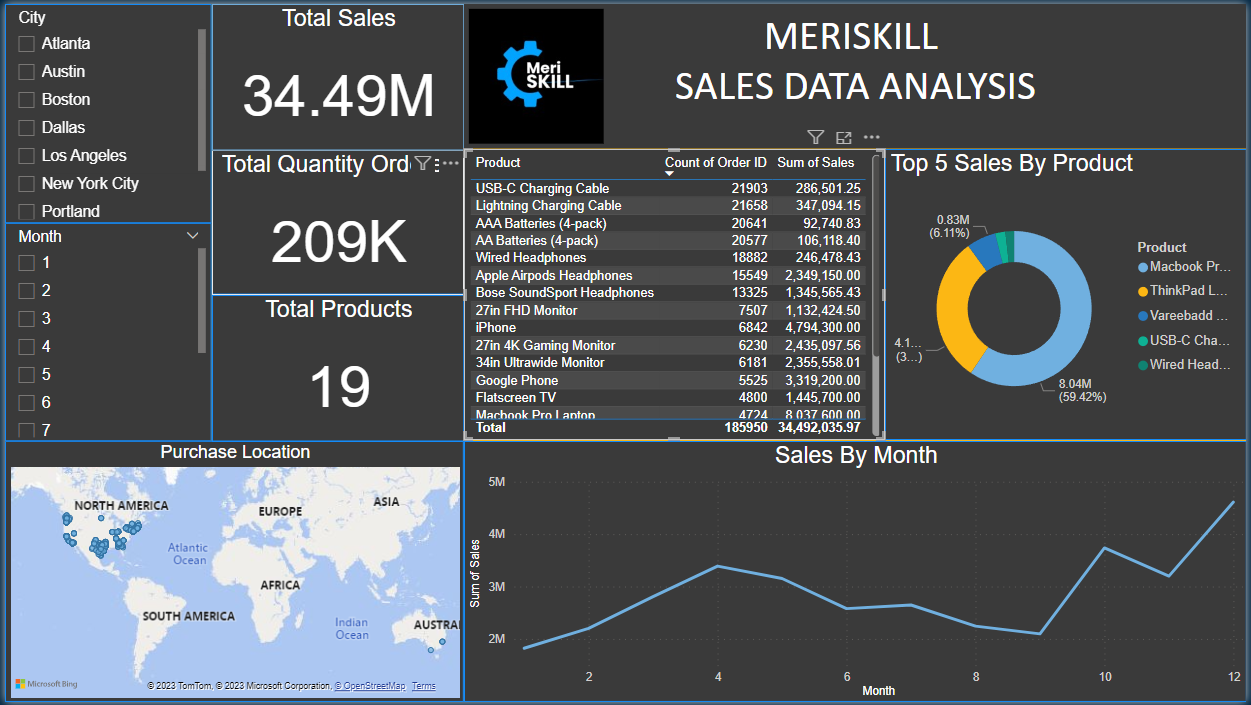 City
Atlanta
Austin
Boston
Dallas
Los Angeles
New York City
Portland
Month
1
2
3
4
5
6
7
Total Sales
34.49M
Total Quantity Ord
209K
Total Products
19
Meri
SKILL
MERISKILL
SALES DATA ANALYSIS
Product Count of Order ID Sum of Sales
USB-C Charging Cable 21903 286,501.25
Lightning Charging Cable 21658 347,094.15
AAA Batteries (4-pack) 20641 92,740.83
AA Batteries (4-pack) 20577 106,118.40
Wired Headphones 18882 246,478.43
Apple Airpods Headphones 15549 2,349,150.00
Bose SoundSport Headphones 13325 1,345,565.43
27in FHD Monitor 7507 1,132,424.50
iPhone 6842 4,794,300.00
27in 4K Gaming Monitor 6230 2,435,097.56
34in Ultrawide Monitor 6181 2,355,558.01
Google Phone 5525 3,319,200.00
Flatscreen TV 4800 1,445,700.00
Macbook Pro Laptop 4724 8,037,600.00
Total 185950 34,492,035.97
Top 5 Sales By Product
0.83M
(6.11%)
4.1...
(3...)
8.04M
(59.42%)
Product
Macbook Pr...
ThinkPad L...
Vareebadd ...
USB-C Cha...
Wired Head...
Purchase Location
NORTH AMERICA
EUROPE
ASIA
Atlantic
Ocean
AFRICA
SOUTH AMERICA
Indian
Ocean
AUSTRA
Microsoft Bing
© 2023 TomTom, © 2023 Microsoft Corporation, © OpenStreetMap Terms
Sales By Month
Sum of Sales
5M
4M
3M
2M
2 4 6 8 10 12
Month